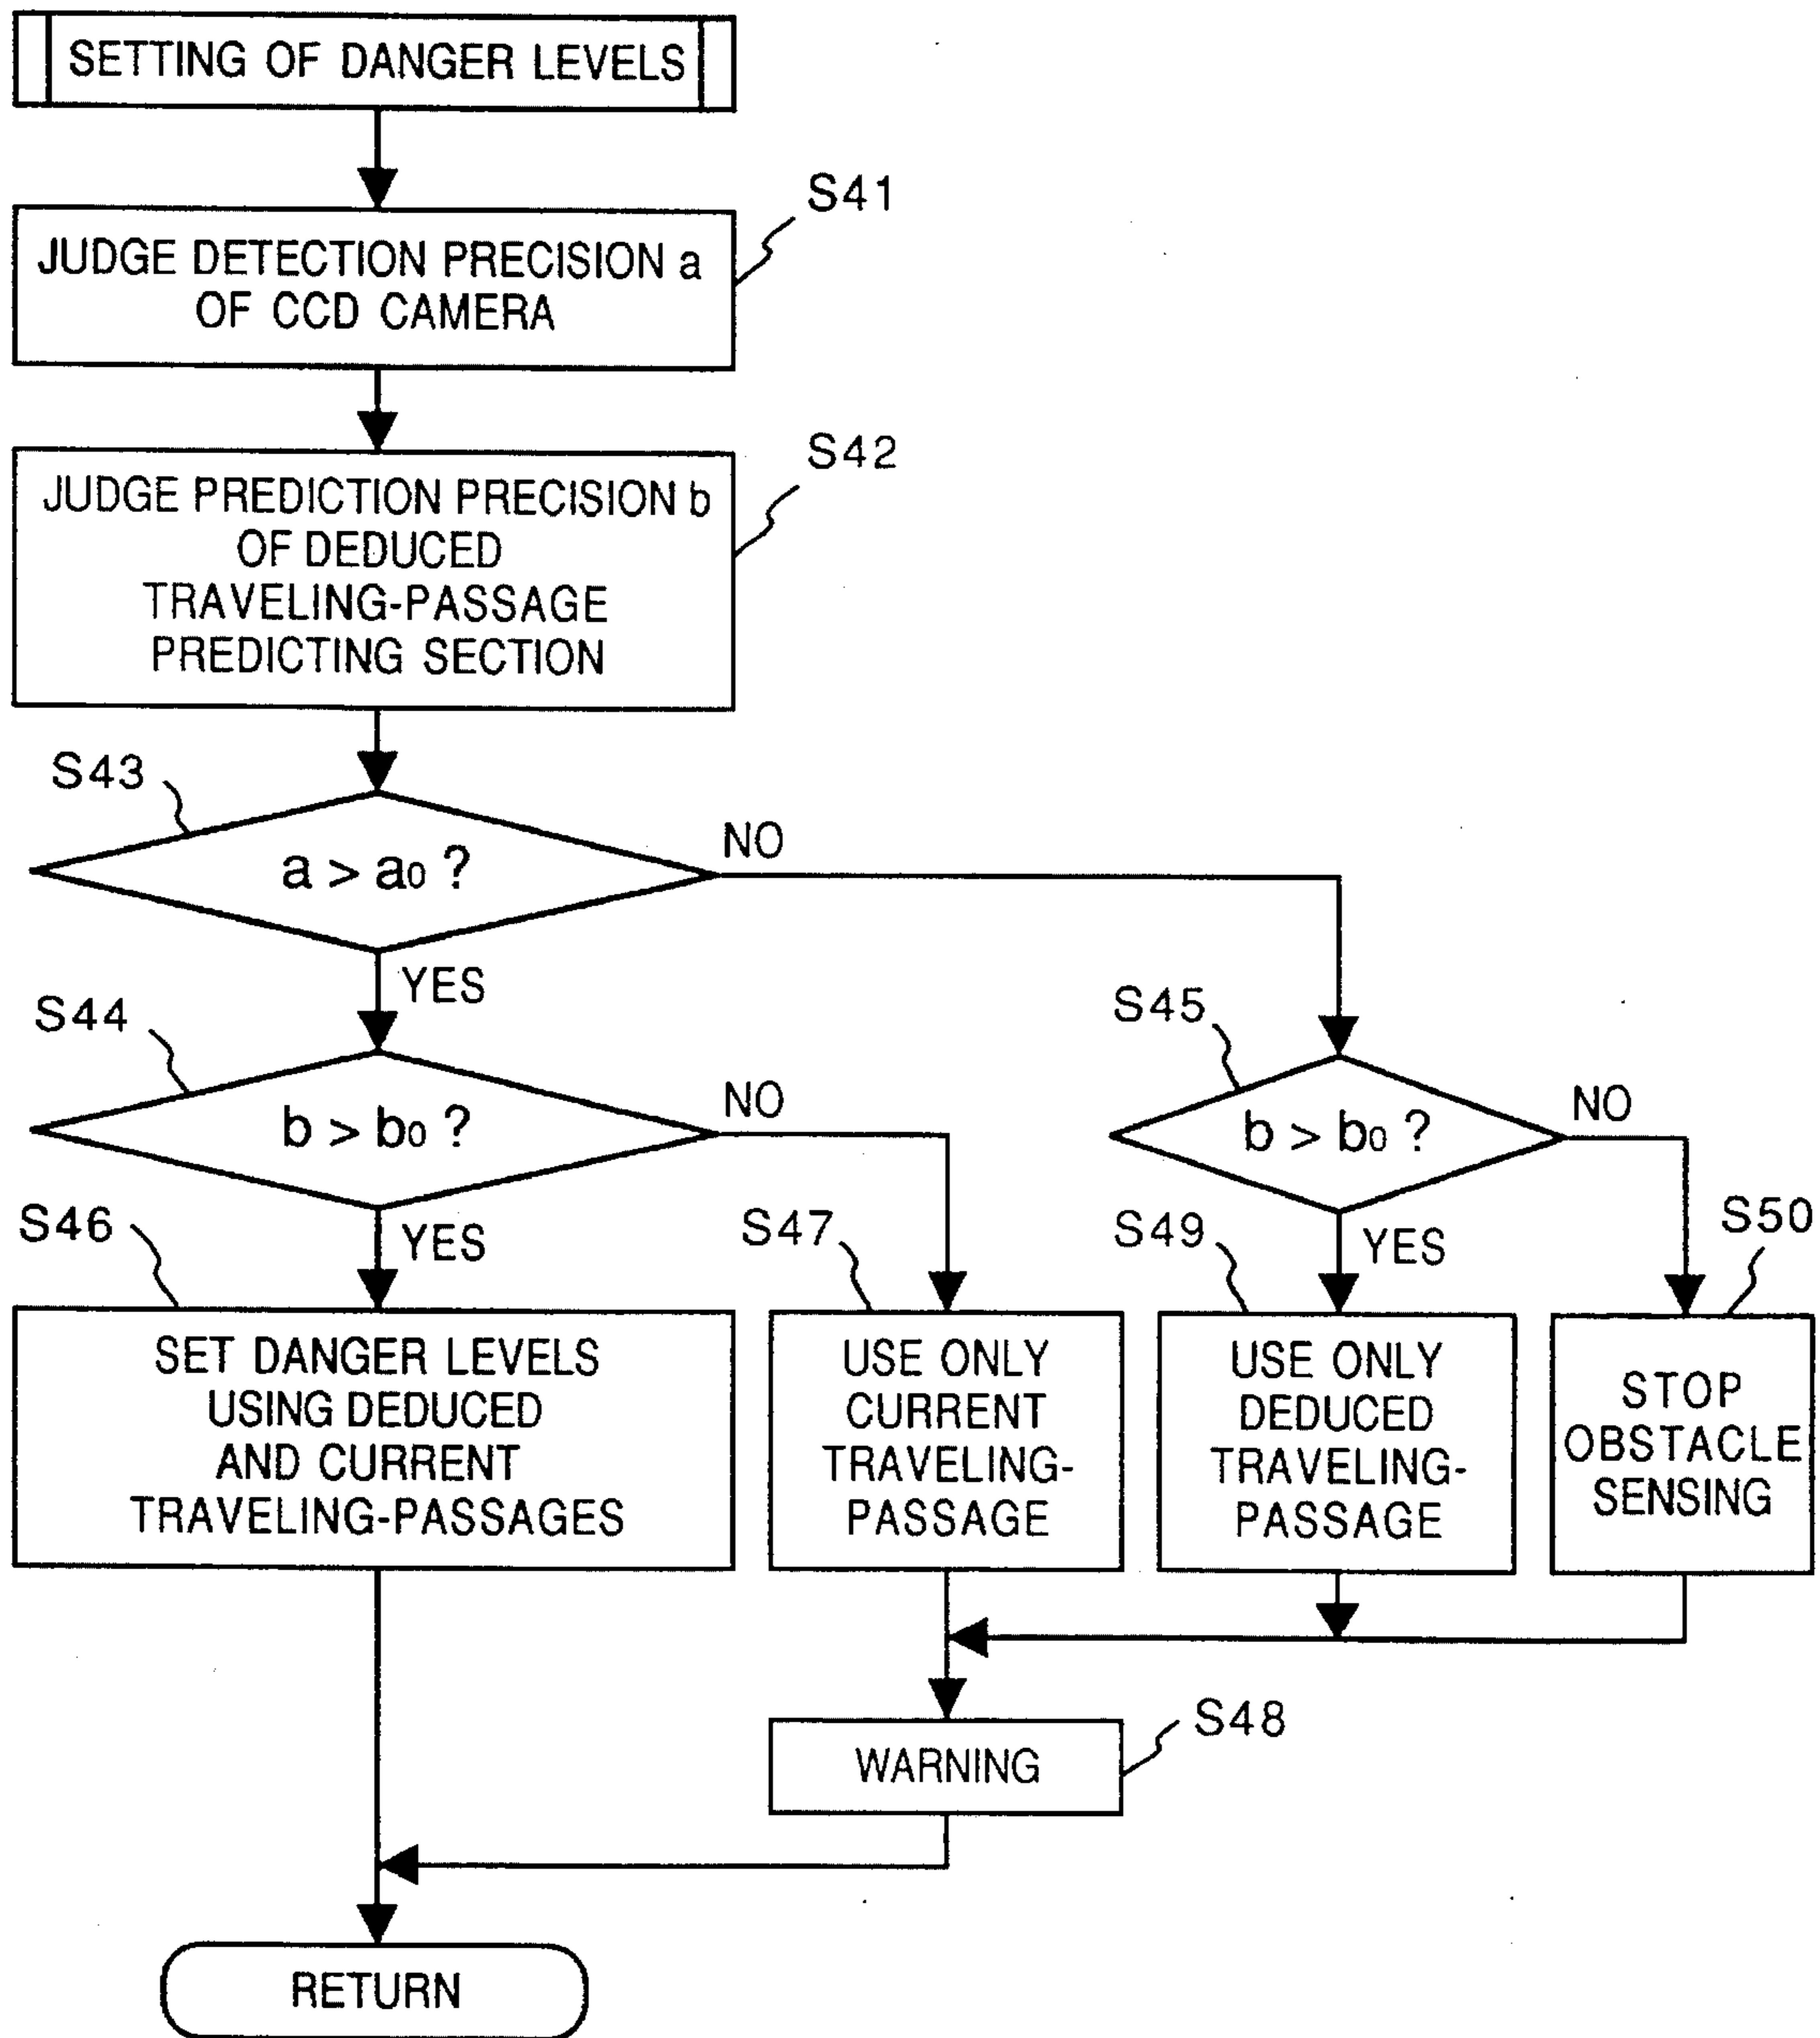 SETTING OF DANGER LEVELS
S41
JUDGE DETECTION PRECISION a
OF CCD CAMERA
S42
JUDGE PREDICTION PRECISION b
OF DEDUCED
TRAVELING-PASSAGE
PREDICTING SECTION
S43
a > a0 ?
NO
YES
S44
b > b0 ?
NO
S45
b > b0 ?
NO
S46
YES
S47
S49
YES
S50
SET DANGER LEVELS
USING DEDUCED
AND CURRENT
TRAVELING-PASSAGES
USE ONLY
CURRENT
TRAVELING-
PASSAGE
USE ONLY
DEDUCED
TRAVELING-
PASSAGE
STOP
OBSTACLE
SENSING
S48
WARNING
RETURN